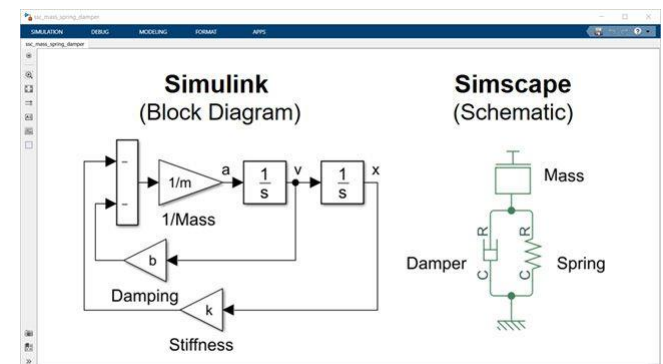 ssc_mass_spring_damper
SIMULATION DEBUG MODELING FORMAT APPS
ssc_mass_spring_damper
Simulink
(Block Diagram)
Simscape
(Schematic)
1/m
a
1
s
v
1
s
x
1/Mass
b
Damping
k
Stiffness
Mass
R R
Damper
Spring
C C